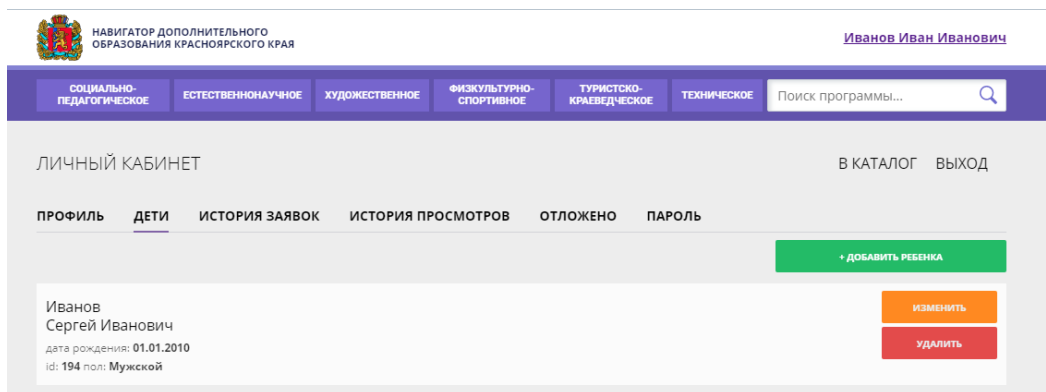 НАВИГАТОР ДОПОЛНИТЕЛЬНОГО
ОБРАЗОВАНИЯ КРАСНОЯРСКОГО КРАЯ
Иванов Иван Иванович
СОЦИАЛЬНО-
ПЕДАГОГИЧЕСКОЕ
ЕСТЕСТВЕННОНАУЧНОЕ
ХУДОЖЕСТВЕННОЕ
ФИЗКУЛЬТУРНО-
СПОРТИВНОЕ
ТУРИСТСКО-
КРАЕВЕДЧЕСКОЕ
ТЕХНИЧЕСКОЕ
Поиск программы...
ЛИЧНЫЙ КАБИНЕТ
В КАТАЛОГ ВЫХОД
ПРОФИЛЬ ДЕТИ ИСТОРИЯ ЗАЯВОК ИСТОРИЯ ПРОСМОТРОВ ОТЛОЖЕНО ПАРОЛЬ
+ ДОБАВИТЬ РЕБЕНКА
Иванов
Сергей Иванович
дата рождения: 01.01.2010
id: 194 пол: Мужской
ИЗМЕНИТЬ
УДАЛИТЬ